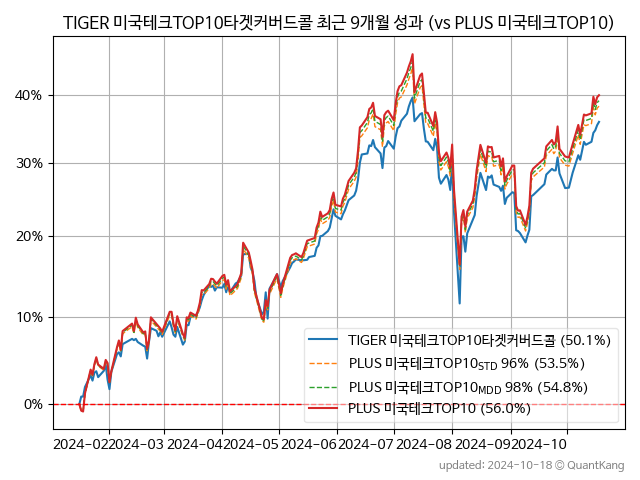 TIGER 미국테크TOP10타겟커버드콜 최근 9개월 성과 (vs PLUS 미국테크TOP10)
40%
30%
20%
10%
0%
TIGER 미국테크TOP10타겟커버드콜 (50.1%)
PLUS 미국테크TOP10STD 96% (53.5%)
PLUS 미국테크TOP10MDD 98% (54.8%)
PLUS 미국테크TOP10 (56.0%)
2024-02 2024-03 2024-04 2024-05 2024-06 2024-07 2024-08 2024-09 2024-10
updated: 2024-10-18 © QuantKang